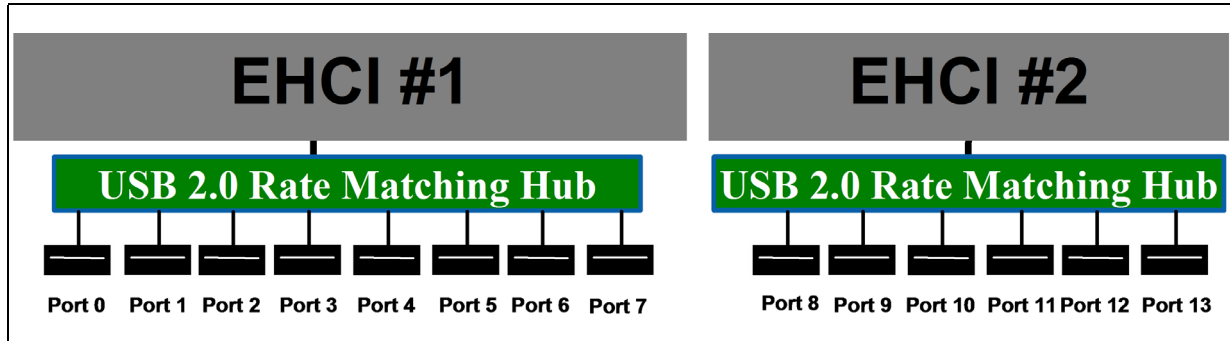 EHCI #1
EHCI #2
USB 2.0 Rate Matching Hub
USB 2.0 Rate Matching Hub
Port 0 Port 1 Port 2 Port 3 Port 4 Port 5 Port 6 Port 7
Port 8 Port 9 Port 10 Port 11 Port 12 Port 13